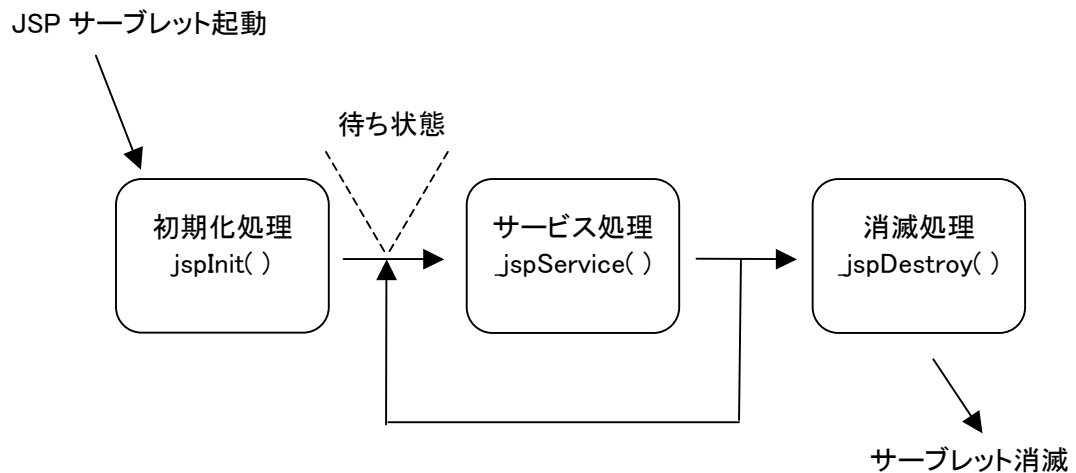 JSP サーブレット起動
待ち状態
初期化処理
jspInit( )
サービス処理
_jspService( )
消滅処理
_jspDestroy( )
サーブレット消滅